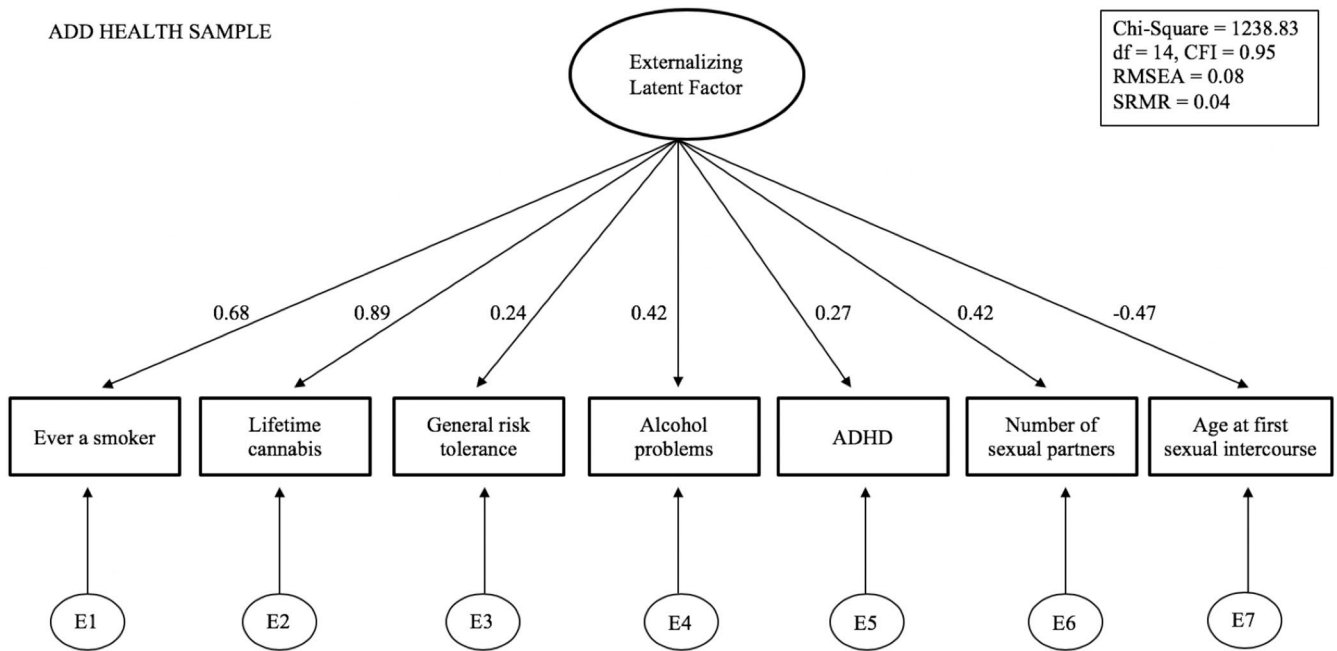 ADD HEALTH SAMPLE
Externalizing
Latent Factor
Chi-Square = 1238.83
df = 14, CFI = 0.95
RMSEA = 0.08
SRMR = 0.04
0.68
0.89
0.24
0.42
0.27
0.42
-0.47
Ever a smoker
Lifetime
cannabis
General risk
tolerance
Alcohol
problems
ADHD
Number of
sexual partners
Age at first
sexual intercourse
E1
E2
E3
E4
E5
E6
E7